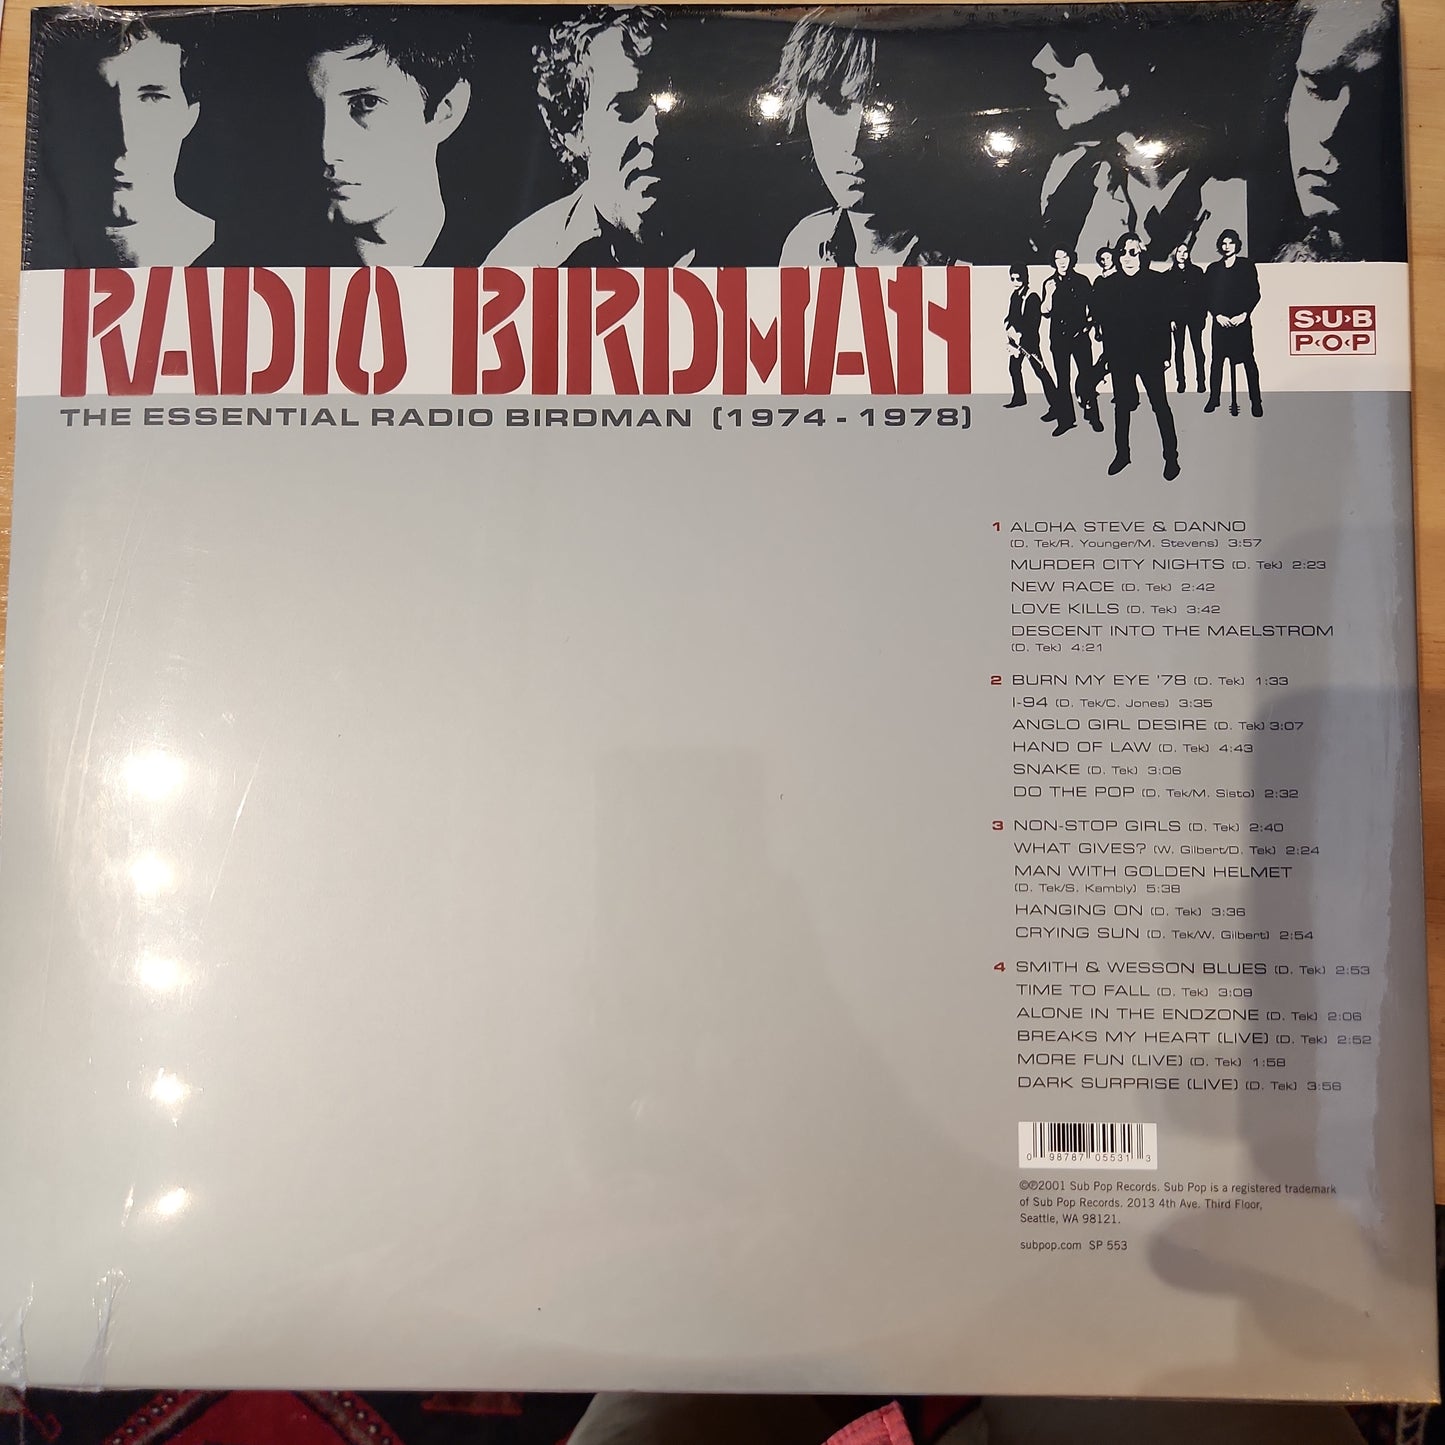 RADIO BIRDMAN
S·U·B
P·O·P
THE ESSENTIAL RADIO BIRDMAN (1974 - 1978)
1 ALOHA STEVE & DANNO
(D. Tek/R. Younger/M. Stevens) 3:57
MURDER CITY NIGHTS (D. Tek) 2:23
NEW RACE (D. Tek) 2:42
LOVE KILLS (D. Tek) 3:42
DESCENT INTO THE MAELSTROM
(D. Tek) 4:21
2 BURN MY EYE '78 (D. Tek) 1:33
I-94 (D. Tek/C. Jones) 3:35
ANGLO GIRL DESIRE (D. Tek) 3:07
HAND OF LAW (D. Tek) 4:43
SNAKE (D. Tek) 3:06
DO THE POP (D. Tek/M. Sisto) 2:32
3 NON-STOP GIRLS (D. Tek) 2:40
WHAT GIVES? (W. Gilbert/D. Tek) 2:24
MAN WITH GOLDEN HELMET
(D. Tek/S. Kambly) 5:38
HANGING ON (D. Tek) 3:36
CRYING SUN (D. Tek/W. Gilbert) 2:54
4 SMITH & WESSON BLUES (D. Tek) 2:53
TIME TO FALL (D. Tek) 3:09
ALONE IN THE ENDZONE (D. Tek) 2:06
BREAKS MY HEART (LIVE) (D. Tek) 2:52
MORE FUN (LIVE) (D. Tek) 1:58
DARK SURPRISE (LIVE) (D. Tek) 3:56
0 98787 05531 3
©℗2001 Sub Pop Records. Sub Pop is a registered trademark
of Sub Pop Records. 2013 4th Ave. Third Floor,
Seattle, WA 98121.
subpop.com SP 553